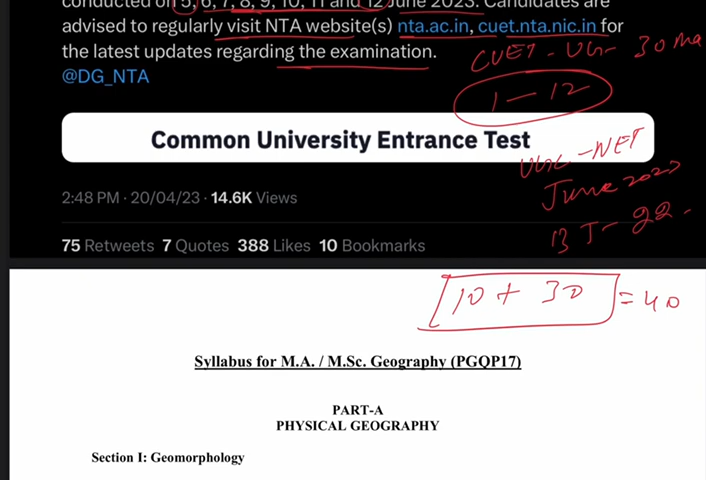 conducted on 5, 6, 7, 8, 9, 10, 11 and 12 June 2023. Candidates are
advised to regularly visit NTA website(s) nta.ac.in, cuet.nta.nic.in for
the latest updates regarding the examination.
@DG_NTA
CUET - UG- 30 Ma
1 - 12
Common University Entrance Test
UGC -NET
June 2023
13 J- 22 -
2:48 PM · 20/04/23 · 14.6K Views
75 Retweets 7 Quotes 388 Likes 10 Bookmarks
10 + 30 = 40
Syllabus for M.A. / M.Sc. Geography (PGQP17)
PART-A
PHYSICAL GEOGRAPHY
Section I: Geomorphology